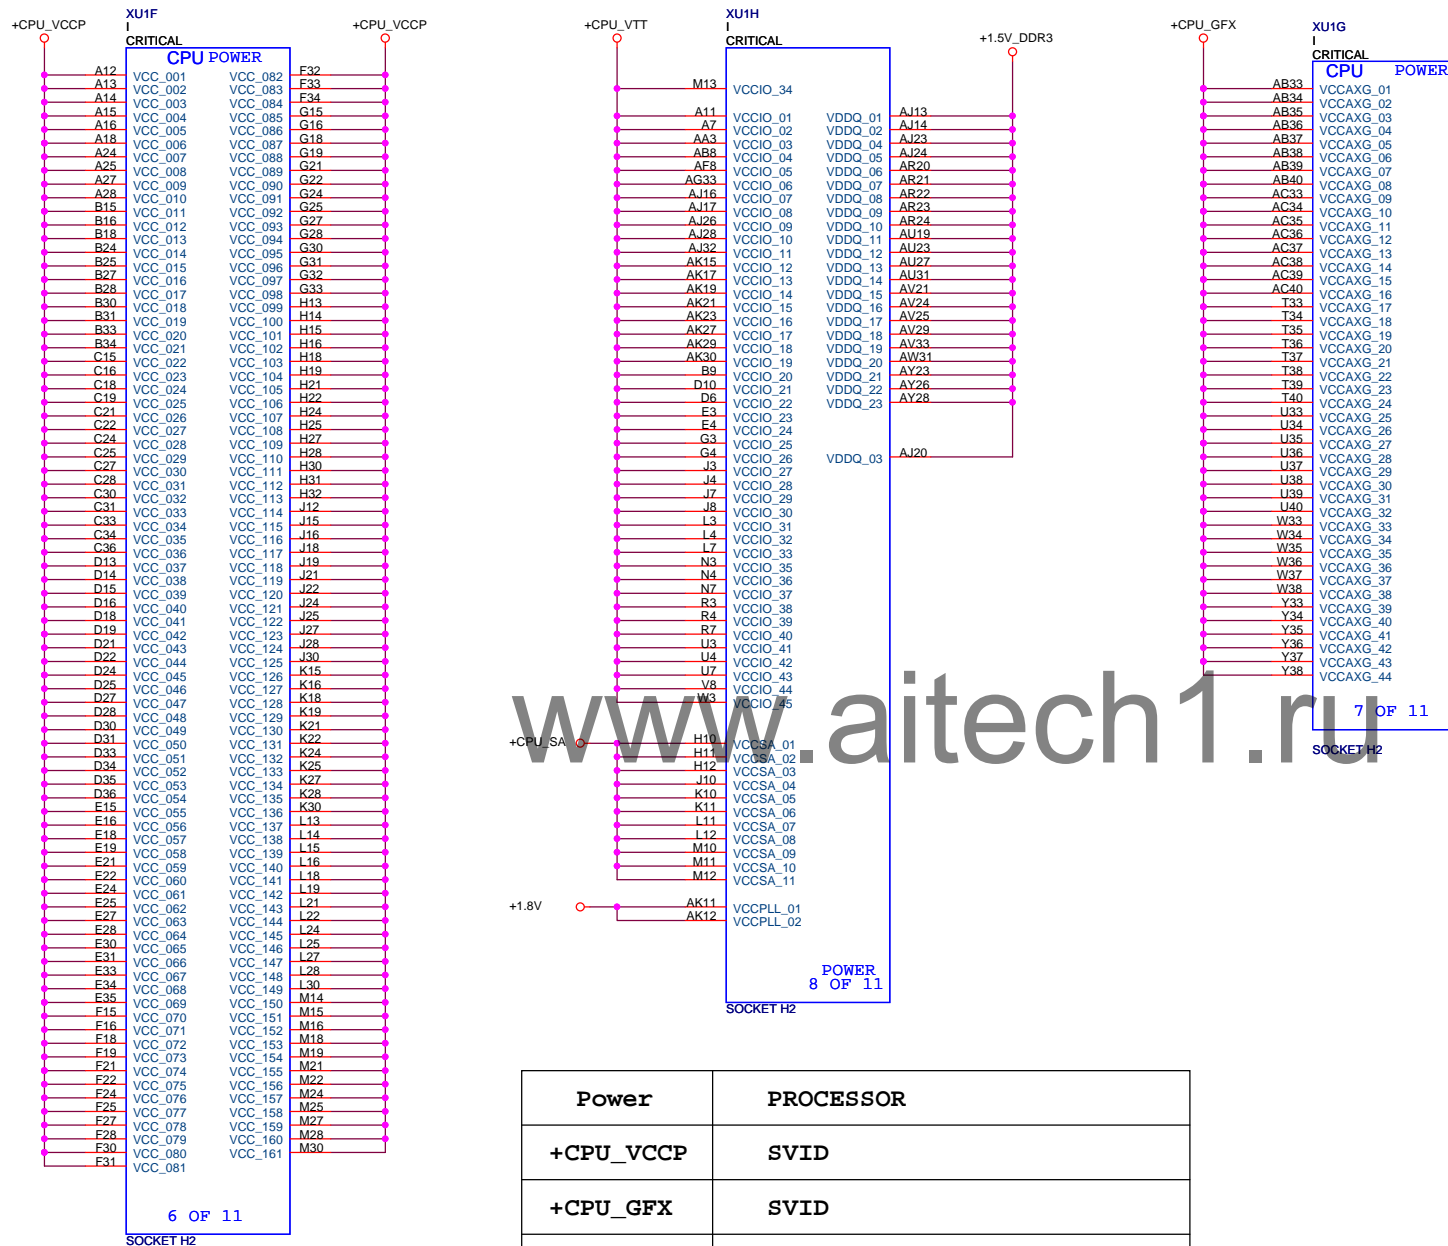 XU1F
I
CRITICAL
+CPU_VCCP +CPU_VCCP
CPU POWER
A12 VCC_001 VCC_082 F32
A13 VCC_002 VCC_083 F33
A14 VCC_003 VCC_084 F34
A15 VCC_004 VCC_085 G15
A16 VCC_005 VCC_086 G16
A18 VCC_006 VCC_087 G18
A24 VCC_007 VCC_088 G19
A25 VCC_008 VCC_089 G21
A27 VCC_009 VCC_090 G22
A28 VCC_010 VCC_091 G24
B15 VCC_011 VCC_092 G25
B16 VCC_012 VCC_093 G27
B18 VCC_013 VCC_094 G28
B24 VCC_014 VCC_095 G30
B25 VCC_015 VCC_096 G31
B27 VCC_016 VCC_097 G32
B28 VCC_017 VCC_098 G33
B30 VCC_018 VCC_099 H13
B31 VCC_019 VCC_100 H14
B33 VCC_020 VCC_101 H15
B34 VCC_021 VCC_102 H16
C15 VCC_022 VCC_103 H18
C16 VCC_023 VCC_104 H19
C18 VCC_024 VCC_105 H21
C19 VCC_025 VCC_106 H22
C21 VCC_026 VCC_107 H24
C22 VCC_027 VCC_108 H25
C24 VCC_028 VCC_109 H27
C25 VCC_029 VCC_110 H28
C27 VCC_030 VCC_111 H30
C28 VCC_031 VCC_112 H31
C30 VCC_032 VCC_113 H32
C31 VCC_033 VCC_114 J12
C33 VCC_034 VCC_115 J15
C34 VCC_035 VCC_116 J16
C36 VCC_036 VCC_117 J18
D13 VCC_037 VCC_118 J19
D14 VCC_038 VCC_119 J21
D15 VCC_039 VCC_120 J22
D16 VCC_040 VCC_121 J24
D18 VCC_041 VCC_122 J25
D19 VCC_042 VCC_123 J27
D21 VCC_043 VCC_124 J28
D22 VCC_044 VCC_125 J30
D24 VCC_045 VCC_126 K15
D25 VCC_046 VCC_127 K16
D27 VCC_047 VCC_128 K18
D28 VCC_048 VCC_129 K19
D30 VCC_049 VCC_130 K21
D31 VCC_050 VCC_131 K22
D33 VCC_051 VCC_132 K24
D34 VCC_052 VCC_133 K25
D35 VCC_053 VCC_134 K27
D36 VCC_054 VCC_135 K28
E15 VCC_055 VCC_136 K30
E16 VCC_056 VCC_137 L13
E18 VCC_057 VCC_138 L14
E19 VCC_058 VCC_139 L15
E21 VCC_059 VCC_140 L16
E22 VCC_060 VCC_141 L18
E24 VCC_061 VCC_142 L19
E25 VCC_062 VCC_143 L21
E27 VCC_063 VCC_144 L22
E28 VCC_064 VCC_145 L24
E30 VCC_065 VCC_146 L25
E31 VCC_066 VCC_147 L27
E33 VCC_067 VCC_148 L28
E34 VCC_068 VCC_149 L30
E35 VCC_069 VCC_150 M14
F15 VCC_070 VCC_151 M15
F16 VCC_071 VCC_152 M16
F18 VCC_072 VCC_153 M18
F19 VCC_073 VCC_154 M19
F21 VCC_074 VCC_155 M21
F22 VCC_075 VCC_156 M22
F24 VCC_076 VCC_157 M24
F25 VCC_077 VCC_158 M25
F27 VCC_078 VCC_159 M27
F28 VCC_079 VCC_160 M28
F30 VCC_080 VCC_161 M30
F31 VCC_081
6 OF 11
SOCKET H2
XU1H
I
CRITICAL
+CPU_VTT +1.5V_DDR3
M13 VCCIO_34
A11 VCCIO_01 VDDQ_01 AJ13
A7 VCCIO_02 VDDQ_02 AJ14
AA3 VCCIO_03 VDDQ_04 AJ23
AB8 VCCIO_04 VDDQ_05 AJ24
AF8 VCCIO_05 VDDQ_06 AR20
AG33 VCCIO_06 VDDQ_07 AR21
AJ16 VCCIO_07 VDDQ_08 AR22
AJ17 VCCIO_08 VDDQ_09 AR23
AJ26 VCCIO_09 VDDQ_10 AR24
AJ28 VCCIO_10 VDDQ_11 AU19
AJ32 VCCIO_11 VDDQ_12 AU23
AK15 VCCIO_12 VDDQ_13 AU27
AK17 VCCIO_13 VDDQ_14 AU31
AK19 VCCIO_14 VDDQ_15 AV21
AK21 VCCIO_15 VDDQ_16 AV24
AK23 VCCIO_16 VDDQ_17 AV25
AK27 VCCIO_17 VDDQ_18 AV29
AK29 VCCIO_18 VDDQ_19 AV33
AK30 VCCIO_19 VDDQ_20 AW31
B9 VCCIO_20 VDDQ_21 AY23
D10 VCCIO_21 VDDQ_22 AY26
D6 VCCIO_22 VDDQ_23 AY28
E3 VCCIO_23
E4 VCCIO_24
G3 VCCIO_25
G4 VCCIO_26 VDDQ_03 AJ20
J3 VCCIO_27
J4 VCCIO_28
J7 VCCIO_29
J8 VCCIO_30
L3 VCCIO_31
L4 VCCIO_32
L7 VCCIO_33
N3 VCCIO_35
N4 VCCIO_36
N7 VCCIO_37
R3 VCCIO_38
R4 VCCIO_39
R7 VCCIO_40
U3 VCCIO_41
U4 VCCIO_42
U7 VCCIO_43
V8 VCCIO_44
W3 VCCIO_45
+CPU_SA
H10 VCCSA_01
H11 VCCSA_02
H12 VCCSA_03
J10 VCCSA_04
K10 VCCSA_05
K11 VCCSA_06
L11 VCCSA_07
L12 VCCSA_08
M10 VCCSA_09
M11 VCCSA_10
M12 VCCSA_11
+1.8V
AK11 VCCPLL_01
AK12 VCCPLL_02
POWER
8 OF 11
SOCKET H2
XU1G
I
CRITICAL
+CPU_GFX
CPU POWER
AB33 VCCAXG_01
AB34 VCCAXG_02
AB35 VCCAXG_03
AB36 VCCAXG_04
AB37 VCCAXG_05
AB38 VCCAXG_06
AB39 VCCAXG_07
AB40 VCCAXG_08
AC33 VCCAXG_09
AC34 VCCAXG_10
AC35 VCCAXG_11
AC36 VCCAXG_12
AC37 VCCAXG_13
AC38 VCCAXG_14
AC39 VCCAXG_15
AC40 VCCAXG_16
T33 VCCAXG_17
T34 VCCAXG_18
T35 VCCAXG_19
T36 VCCAXG_20
T37 VCCAXG_21
T38 VCCAXG_22
T39 VCCAXG_23
T40 VCCAXG_24
U33 VCCAXG_25
U34 VCCAXG_26
U35 VCCAXG_27
U36 VCCAXG_28
U37 VCCAXG_29
U38 VCCAXG_30
U39 VCCAXG_31
U40 VCCAXG_32
W33 VCCAXG_33
W34 VCCAXG_34
W35 VCCAXG_35
W36 VCCAXG_36
W37 VCCAXG_37
W38 VCCAXG_38
Y33 VCCAXG_39
Y34 VCCAXG_40
Y35 VCCAXG_41
Y36 VCCAXG_42
Y37 VCCAXG_43
Y38 VCCAXG_44
7 OF 11
SOCKET H2
www.aitech1.ru
Power PROCESSOR
+CPU_VCCP SVID
+CPU_GFX SVID